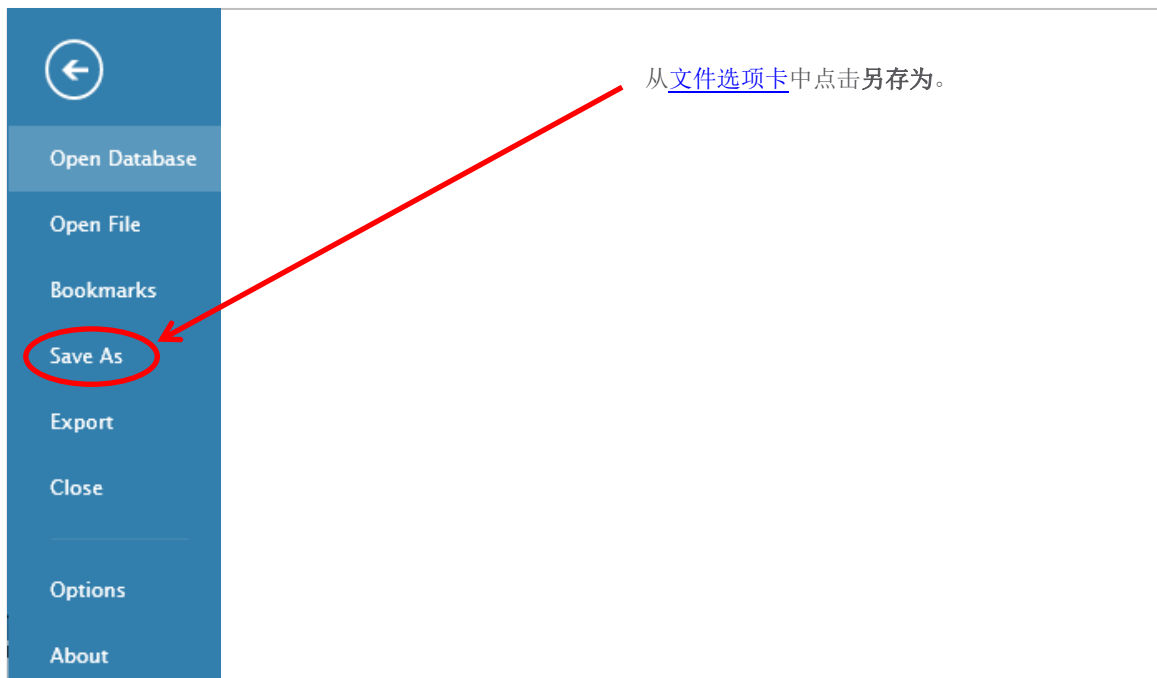 从文件选项卡中点击另存为。
Open Database
Open File
Bookmarks
Save As
Export
Close
Options
About